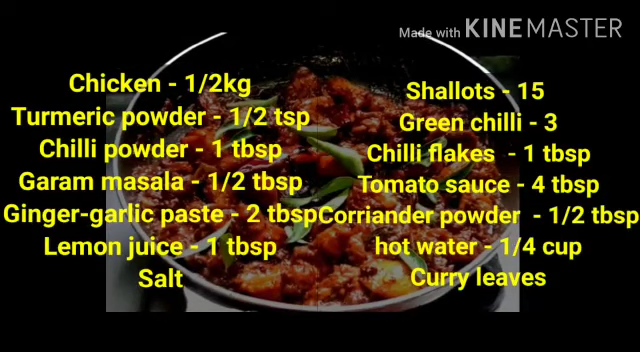 Made with KINEMASTER
Chicken - 1/2kg
Turmeric powder - 1/2 tsp
Chilli powder - 1 tbsp
Garam masala - 1/2 tbsp
Ginger-garlic paste - 2 tbsp
Lemon juice - 1 tbsp
Salt
Shallots - 15
Green chilli - 3
Chilli flakes - 1 tbsp
Tomato sauce - 4 tbsp
Corriander powder - 1/2 tbsp
hot water - 1/4 cup
Curry leaves